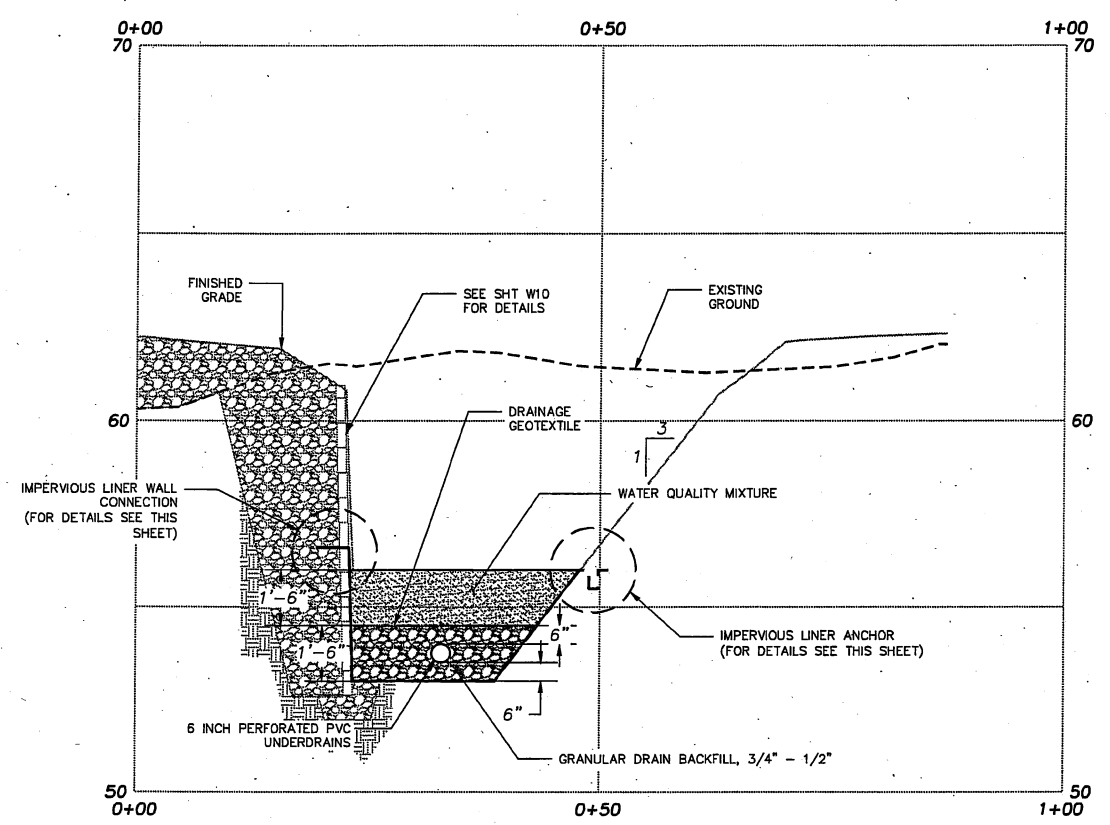 0+00 0+50 1+00
70 70
FINISHED
GRADE
SEE SHT W10
FOR DETAILS
EXISTING
GROUND
DRAINAGE
GEOTEXTILE
60 60
3
1
IMPERVIOUS LINER WALL
CONNECTION
(FOR DETAILS SEE THIS
SHEET)
WATER QUALITY MIXTURE
1'-6"
6"
1'-6"
IMPERVIOUS LINER ANCHOR
(FOR DETAILS SEE THIS SHEET)
6"
6 INCH PERFORATED PVC
UNDERDRAINS
GRANULAR DRAIN BACKFILL, 3/4" - 1/2"
50 50
0+00 0+50 1+00